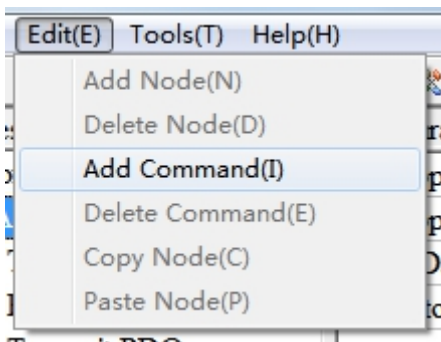 Edit(E) Tools(T) Help(H)
Add Node(N)
Delete Node(D)
Add Command(I)
Delete Command(E)
Copy Node(C)
Paste Node(P)